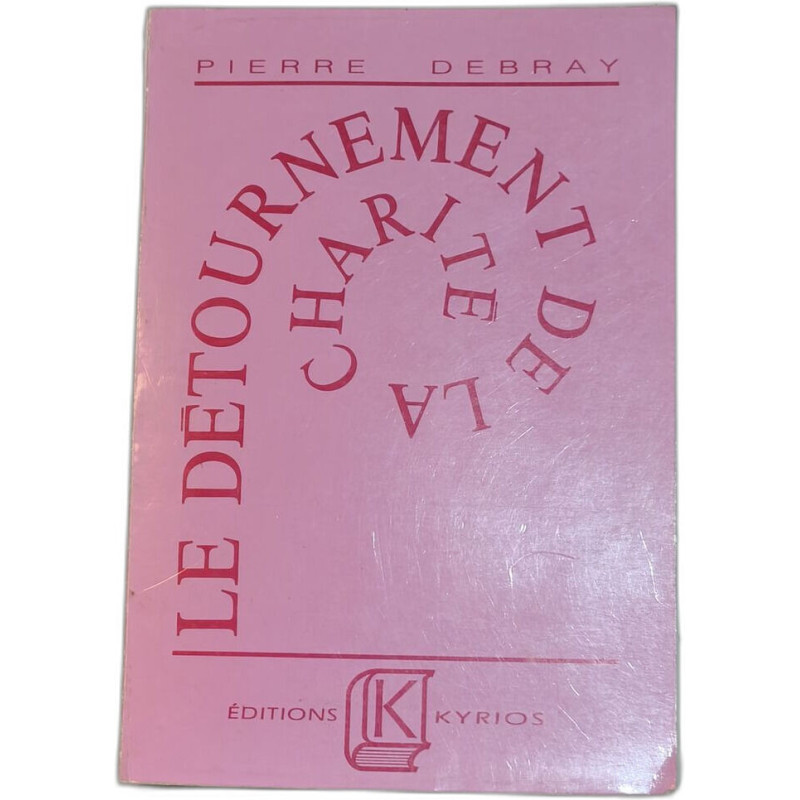 PIERRE DEBRAY
LE DÉTOURNEMENT DE LA CHARITÉ
ÉDITIONS K KYRIOS